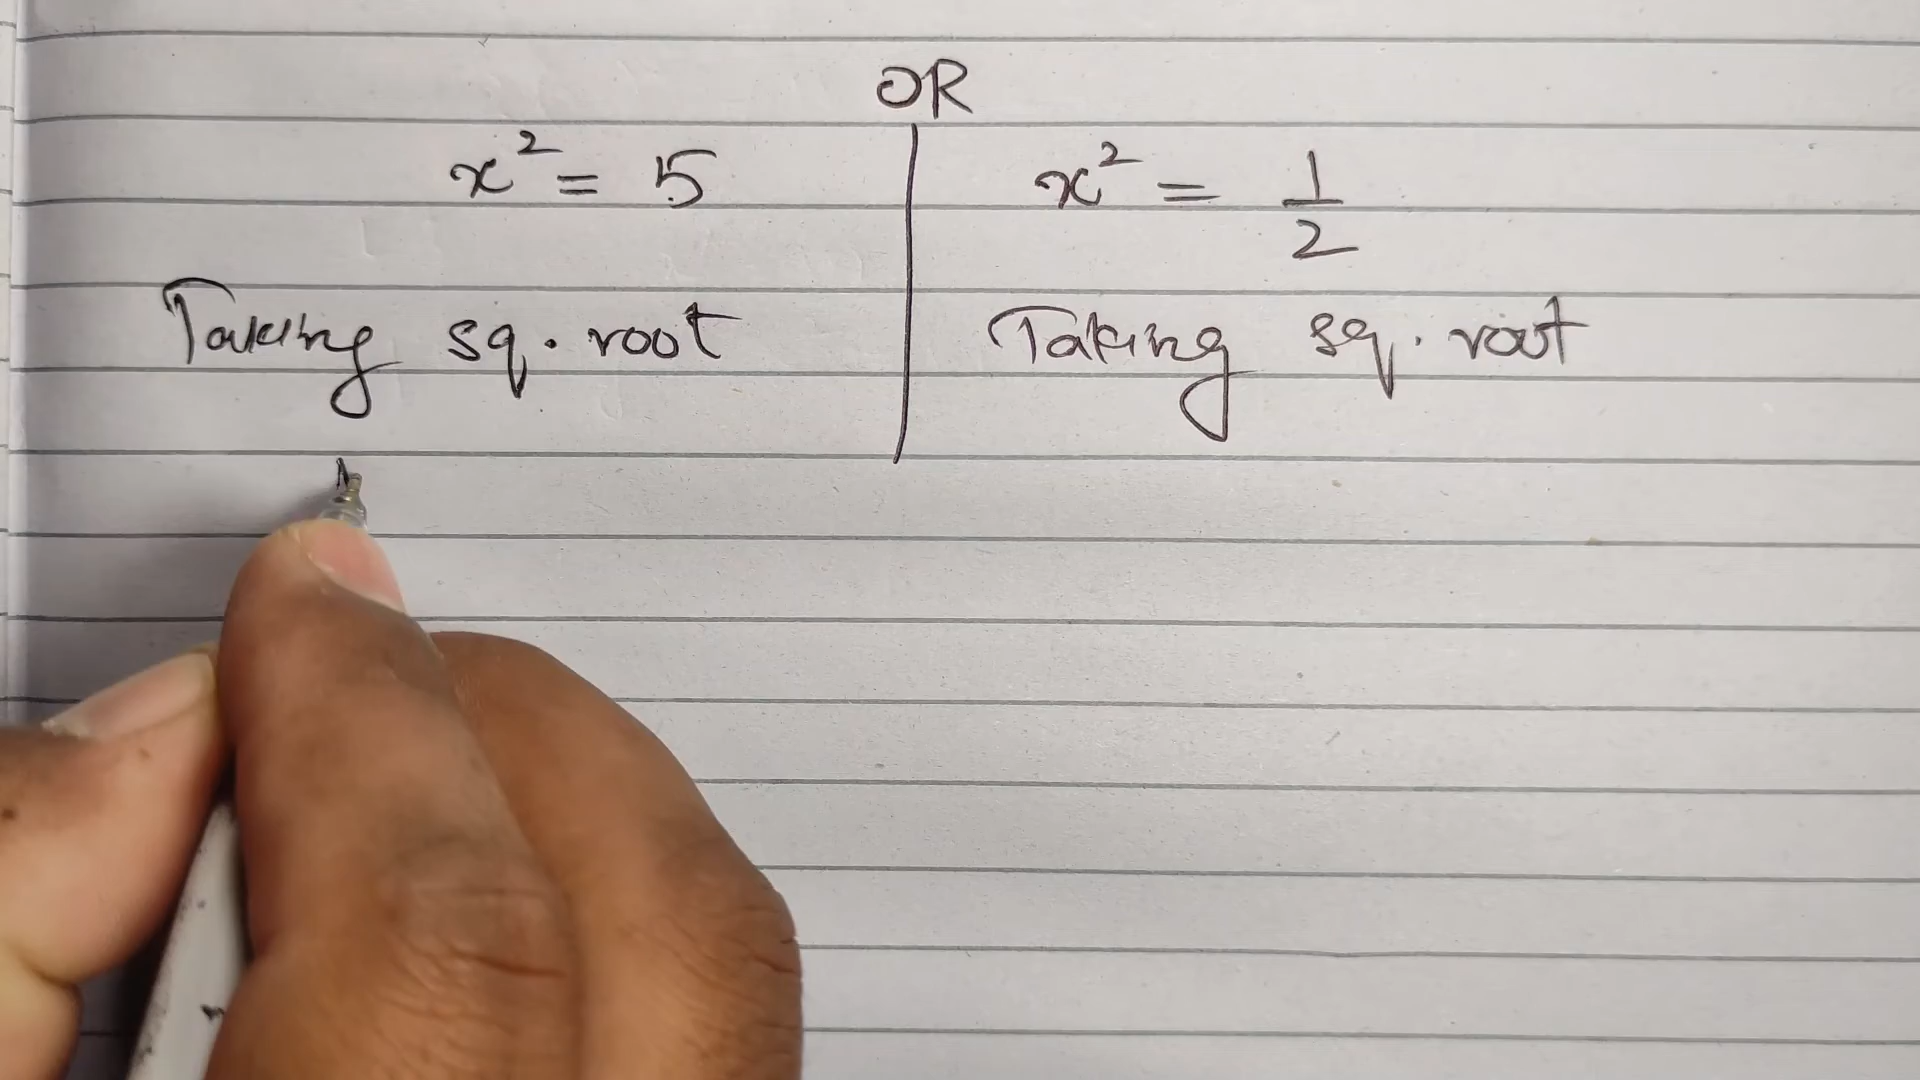 OR
x² = 5
x² = 1/2
Taking sq. root
Taking sq. root